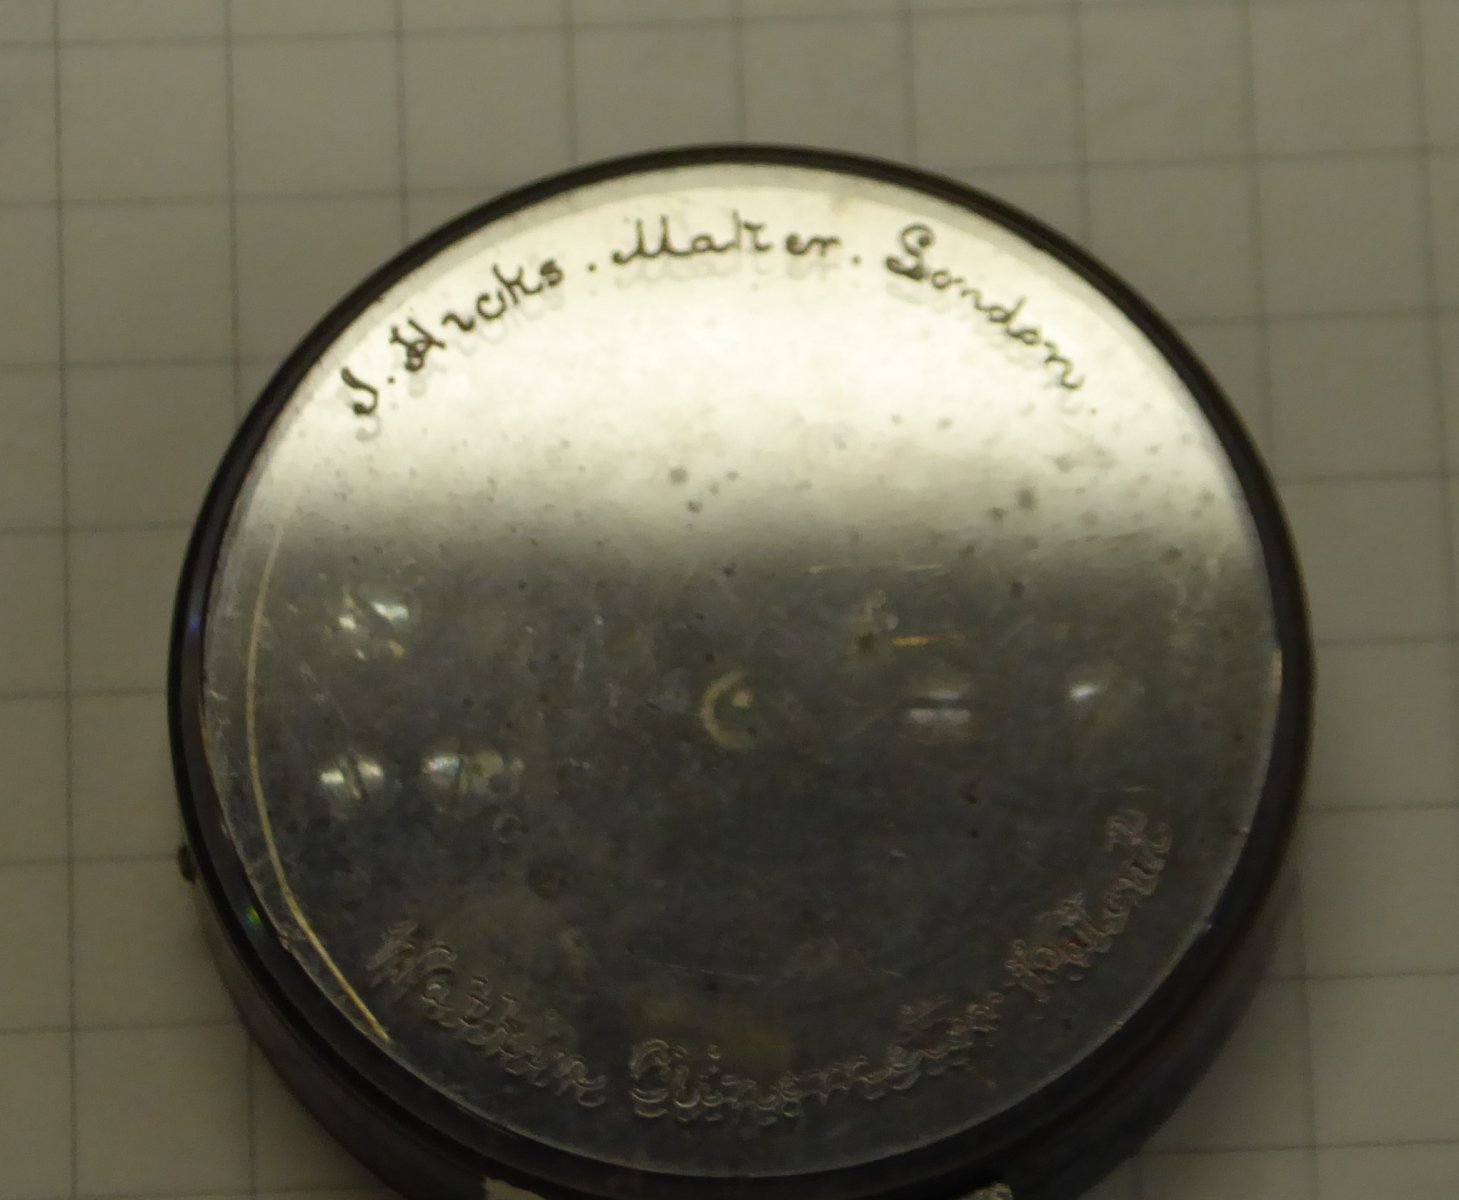 J. Hicks. Maker. London.
Watkin Clinometer. Patent